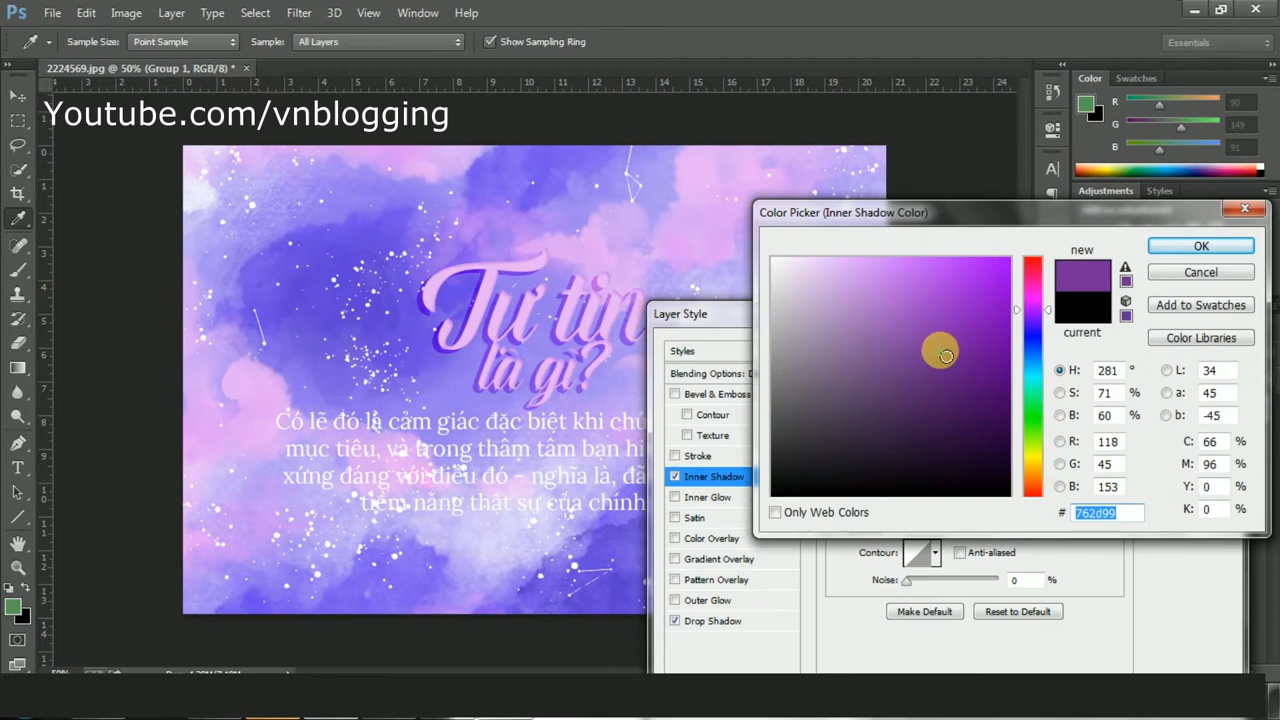 Ps File Edit Image Layer Type Select Filter 3D View Window Help
Sample Size: Point Sample Sample: All Layers Show Sampling Ring Essentials
2224569.jpg @ 50% (Group 1, RGB/8) *
Youtube.com/vnblogging
Tự tin
là gì?
Có lẽ đó là cảm giác đặc biệt khi chú
mục tiêu, và trong thâm tâm bạn hi
xứng đáng với điều đó - nghĩa là, đã
tiềm năng thật sự của chính
Color Swatches
R 90
G 149
B 91
Adjustments Styles
Color Picker (Inner Shadow Color)
new
current
OK
Cancel
Add to Swatches
Color Libraries
H: 281 ° L: 34
S: 71 % a: 45
B: 60 % b: -45
R: 118 C: 66 %
G: 45 M: 96 %
B: 153 Y: 0 %
# 762d99 K: 0 %
Only Web Colors
Layer Style
Styles
Blending Options: D
Bevel & Emboss
Contour
Texture
Stroke
Inner Shadow
Inner Glow
Satin
Color Overlay
Gradient Overlay
Pattern Overlay
Outer Glow
Drop Shadow
Contour: Anti-aliased
Noise: 0 %
Make Default Reset to Default